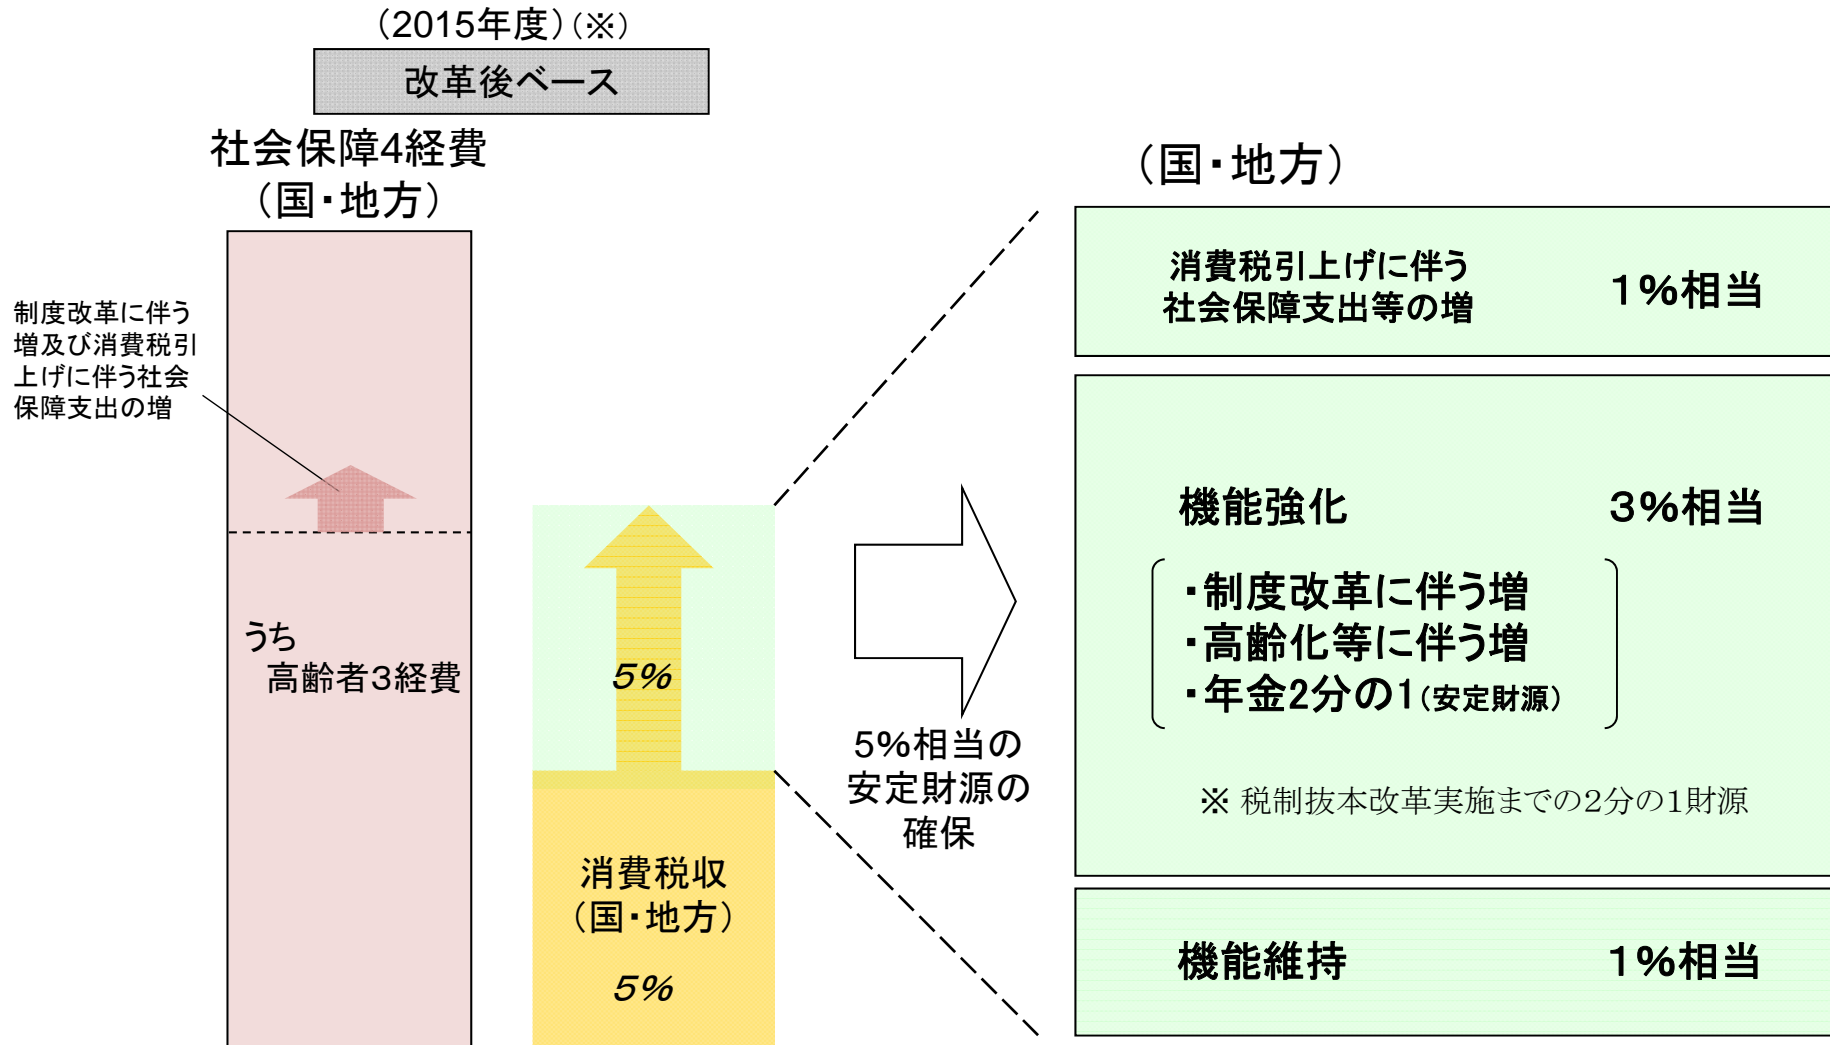 （2015年度）（※）
改革後ベース
社会保障4経費
（国・地方）
制度改革に伴う
増及び消費税引
上げに伴う社会
保障支出の増
うち
高齢者3経費
5%
消費税収
（国・地方）
5%
5%相当の
安定財源の
確保
（国・地方）
消費税引上げに伴う
社会保障支出等の増
1%相当
機能強化 3%相当
・制度改革に伴う増
・高齢化等に伴う増
・年金2分の1（安定財源）
※ 税制抜本改革実施までの2分の1財源
機能維持 1%相当